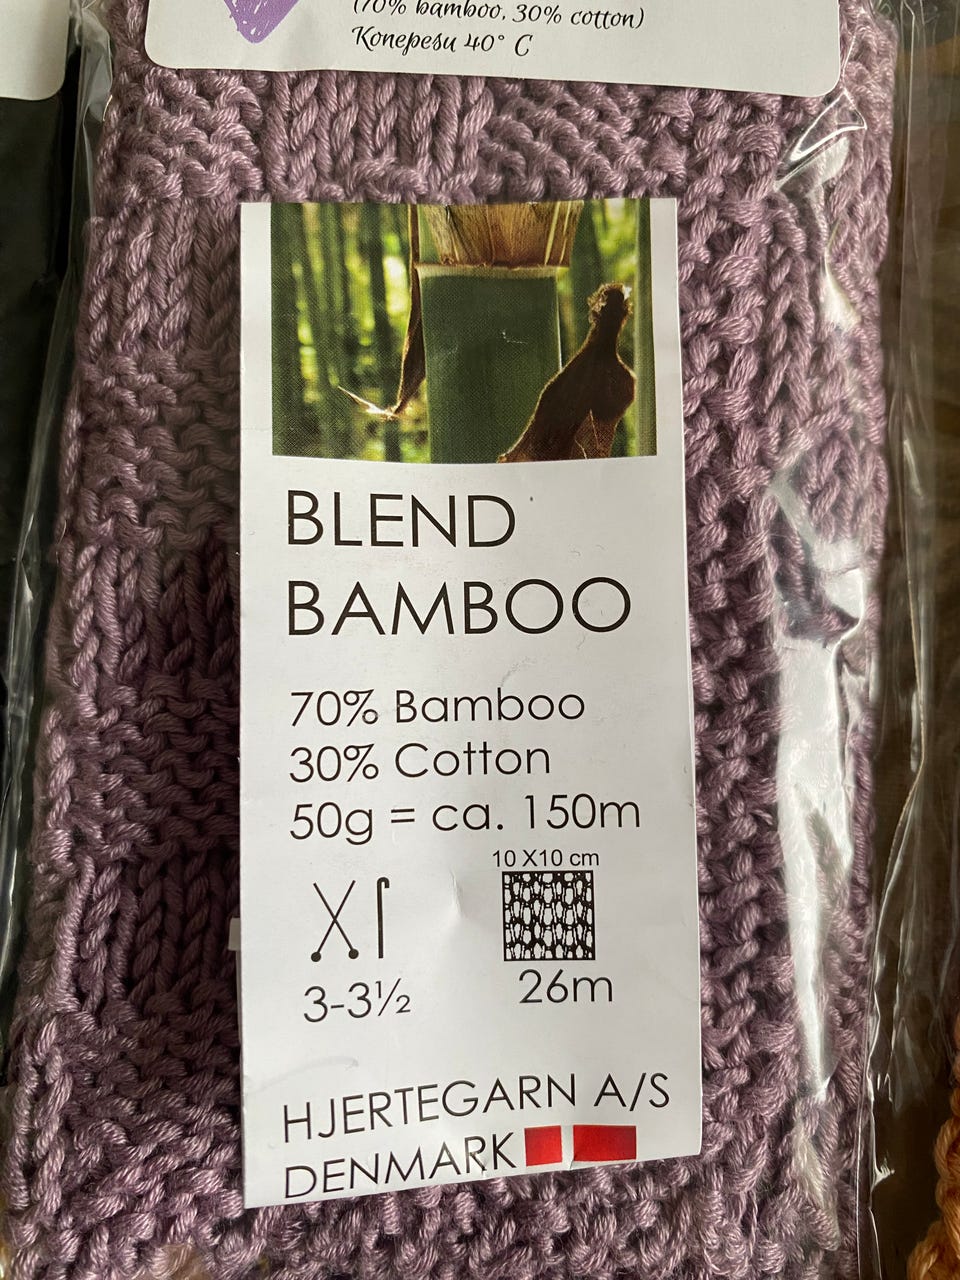 (70% bamboo, 30% cotton)
Konepesu 40° C
BLEND
BAMBOO
70% Bamboo
30% Cotton
50g = ca. 150m
10 X10 cm
3-3½
26m
HJERTEGARN A/S
DENMARK